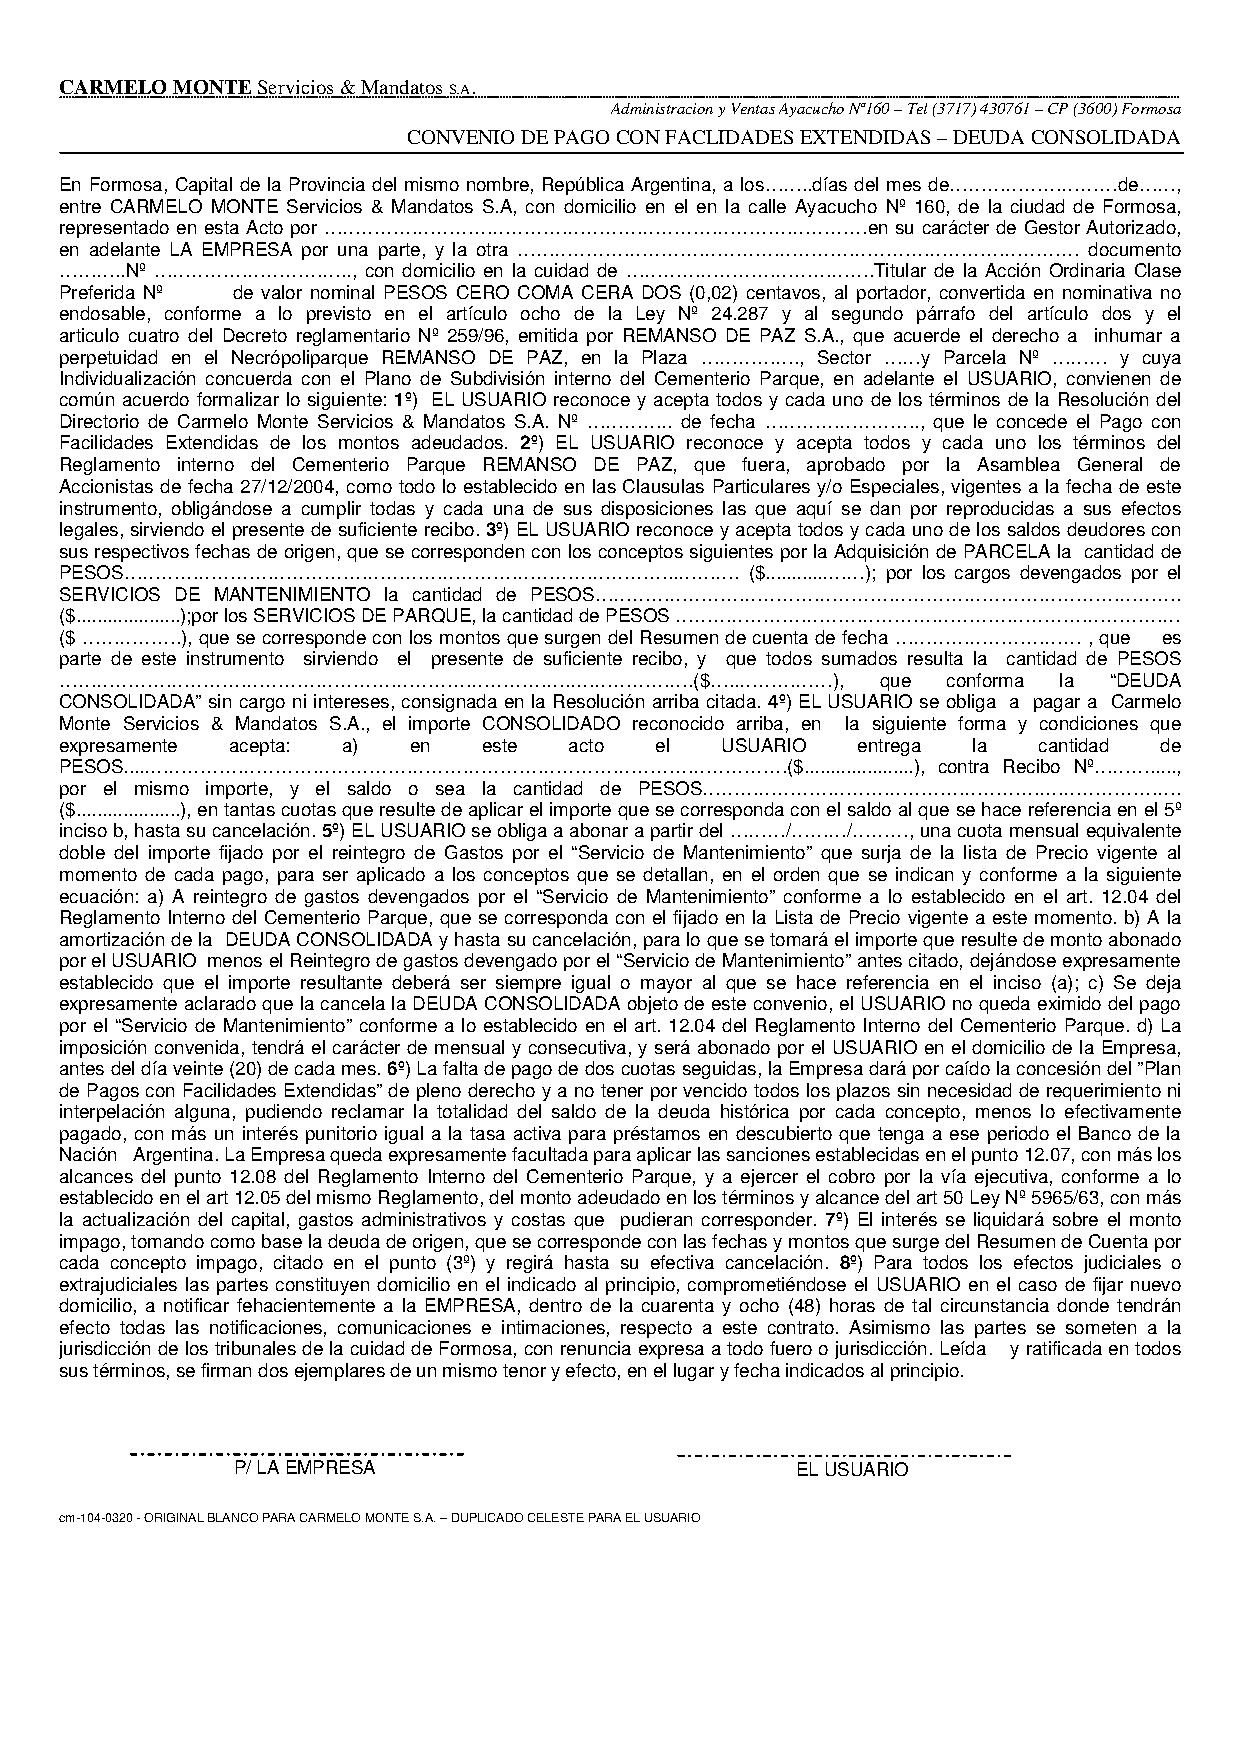 CARMELO MONTE Servicios & Mandatos S.A.
Administracion y Ventas Ayacucho Nª160 – Tel (3717) 430761 – CP (3600) Formosa
CONVENIO DE PAGO CON FACLIDADES EXTENDIDAS – DEUDA CONSOLIDADA
En Formosa, Capital de la Provincia del mismo nombre, República Argentina, a los……..días del mes de………………………de……,
entre CARMELO MONTE Servicios & Mandatos S.A, con domicilio en el en la calle Ayacucho Nº 160, de la ciudad de Formosa,
representado en esta Acto por ……………………………………………………………………………en su carácter de Gestor Autorizado,
en adelante LA EMPRESA por una parte, y la otra ……………………………………………………………………………… documento
………..Nº …………………………..., con domicilio en la cuidad de ………………………………….Titular de la Acción Ordinaria Clase
Preferida Nº de valor nominal PESOS CERO COMA CERA DOS (0,02) centavos, al portador, convertida en nominativa no
endosable, conforme a lo previsto en el artículo ocho de la Ley Nº 24.287 y al segundo párrafo del artículo dos y el
articulo cuatro del Decreto reglamentario Nº 259/96, emitida por REMANSO DE PAZ S.A., que acuerde el derecho a inhumar a
perpetuidad en el Necrópoliparque REMANSO DE PAZ, en la Plaza ……………., Sector ……y Parcela Nº ……… y cuya
Individualización concuerda con el Plano de Subdivisión interno del Cementerio Parque, en adelante el USUARIO, convienen de
común acuerdo formalizar lo siguiente: 1º) EL USUARIO reconoce y acepta todos y cada uno de los términos de la Resolución del
Directorio de Carmelo Monte Servicios & Mandatos S.A. Nº ………….. de fecha ……………………., que le concede el Pago con
Facilidades Extendidas de los montos adeudados. 2º) EL USUARIO reconoce y acepta todos y cada uno los términos del
Reglamento interno del Cementerio Parque REMANSO DE PAZ, que fuera, aprobado por la Asamblea General de
Accionistas de fecha 27/12/2004, como todo lo establecido en las Clausulas Particulares y/o Especiales, vigentes a la fecha de este
instrumento, obligándose a cumplir todas y cada una de sus disposiciones las que aquí se dan por reproducidas a sus efectos
legales, sirviendo el presente de suficiente recibo. 3º) EL USUARIO reconoce y acepta todos y cada uno de los saldos deudores con
sus respectivos fechas de origen, que se corresponden con los conceptos siguientes por la Adquisición de PARCELA la cantidad de
PESOS……………………………………………………………………………..……… ($...........……); por los cargos devengados por el
SERVICIOS DE MANTENIMIENTO la cantidad de PESOS…………………………………………………………………………………
($....................);por los SERVICIOS DE PARQUE, la cantidad de PESOS ………………………………………………………………………
($ …………….), que se corresponde con los montos que surgen del Resumen de cuenta de fecha ………………………… , que es
parte de este instrumento sirviendo el presente de suficiente recibo, y que todos sumados resulta la cantidad de PESOS
…………………………………………………………………………………………($…...……………), que conforma la “DEUDA
CONSOLIDADA” sin cargo ni intereses, consignada en la Resolución arriba citada. 4º) EL USUARIO se obliga a pagar a Carmelo
Monte Servicios & Mandatos S.A., el importe CONSOLIDADO reconocido arriba, en la siguiente forma y condiciones que
expresamente acepta: a) en este acto el USUARIO entrega la cantidad de
PESOS....…………………………………………………………………………………………($.....................), contra Recibo Nº………....,
por el mismo importe, y el saldo o sea la cantidad de PESOS…………………………………………………………………
($....................), en tantas cuotas que resulte de aplicar el importe que se corresponda con el saldo al que se hace referencia en el 5º
inciso b, hasta su cancelación. 5º) EL USUARIO se obliga a abonar a partir del ………/………/………, una cuota mensual equivalente
doble del importe fijado por el reintegro de Gastos por el “Servicio de Mantenimiento” que surja de la lista de Precio vigente al
momento de cada pago, para ser aplicado a los conceptos que se detallan, en el orden que se indican y conforme a la siguiente
ecuación: a) A reintegro de gastos devengados por el “Servicio de Mantenimiento” conforme a lo establecido en el art. 12.04 del
Reglamento Interno del Cementerio Parque, que se corresponda con el fijado en la Lista de Precio vigente a este momento. b) A la
amortización de la DEUDA CONSOLIDADA y hasta su cancelación, para lo que se tomará el importe que resulte de monto abonado
por el USUARIO menos el Reintegro de gastos devengado por el “Servicio de Mantenimiento” antes citado, dejándose expresamente
establecido que el importe resultante deberá ser siempre igual o mayor al que se hace referencia en el inciso (a); c) Se deja
expresamente aclarado que la cancela la DEUDA CONSOLIDADA objeto de este convenio, el USUARIO no queda eximido del pago
por el “Servicio de Mantenimiento” conforme a lo establecido en el art. 12.04 del Reglamento Interno del Cementerio Parque. d) La
imposición convenida, tendrá el carácter de mensual y consecutiva, y será abonado por el USUARIO en el domicilio de la Empresa,
antes del día veinte (20) de cada mes. 6º) La falta de pago de dos cuotas seguidas, la Empresa dará por caído la concesión del ”Plan
de Pagos con Facilidades Extendidas” de pleno derecho y a no tener por vencido todos los plazos sin necesidad de requerimiento ni
interpelación alguna, pudiendo reclamar la totalidad del saldo de la deuda histórica por cada concepto, menos lo efectivamente
pagado, con más un interés punitorio igual a la tasa activa para préstamos en descubierto que tenga a ese periodo el Banco de la
Nación Argentina. La Empresa queda expresamente facultada para aplicar las sanciones establecidas en el punto 12.07, con más los
alcances del punto 12.08 del Reglamento Interno del Cementerio Parque, y a ejercer el cobro por la vía ejecutiva, conforme a lo
establecido en el art 12.05 del mismo Reglamento, del monto adeudado en los términos y alcance del art 50 Ley Nº 5965/63, con más
la actualización del capital, gastos administrativos y costas que pudieran corresponder. 7º) El interés se liquidará sobre el monto
impago, tomando como base la deuda de origen, que se corresponde con las fechas y montos que surge del Resumen de Cuenta por
cada concepto impago, citado en el punto (3º) y regirá hasta su efectiva cancelación. 8º) Para todos los efectos judiciales o
extrajudiciales las partes constituyen domicilio en el indicado al principio, comprometiéndose el USUARIO en el caso de fijar nuevo
domicilio, a notificar fehacientemente a la EMPRESA, dentro de la cuarenta y ocho (48) horas de tal circunstancia donde tendrán
efecto todas las notificaciones, comunicaciones e intimaciones, respecto a este contrato. Asimismo las partes se someten a la
jurisdicción de los tribunales de la cuidad de Formosa, con renuncia expresa a todo fuero o jurisdicción. Leída y ratificada en todos
sus términos, se firman dos ejemplares de un mismo tenor y efecto, en el lugar y fecha indicados al principio.
P/ LA EMPRESA
EL USUARIO
cm-104-0320 - ORIGINAL BLANCO PARA CARMELO MONTE S.A. – DUPLICADO CELESTE PARA EL USUARIO